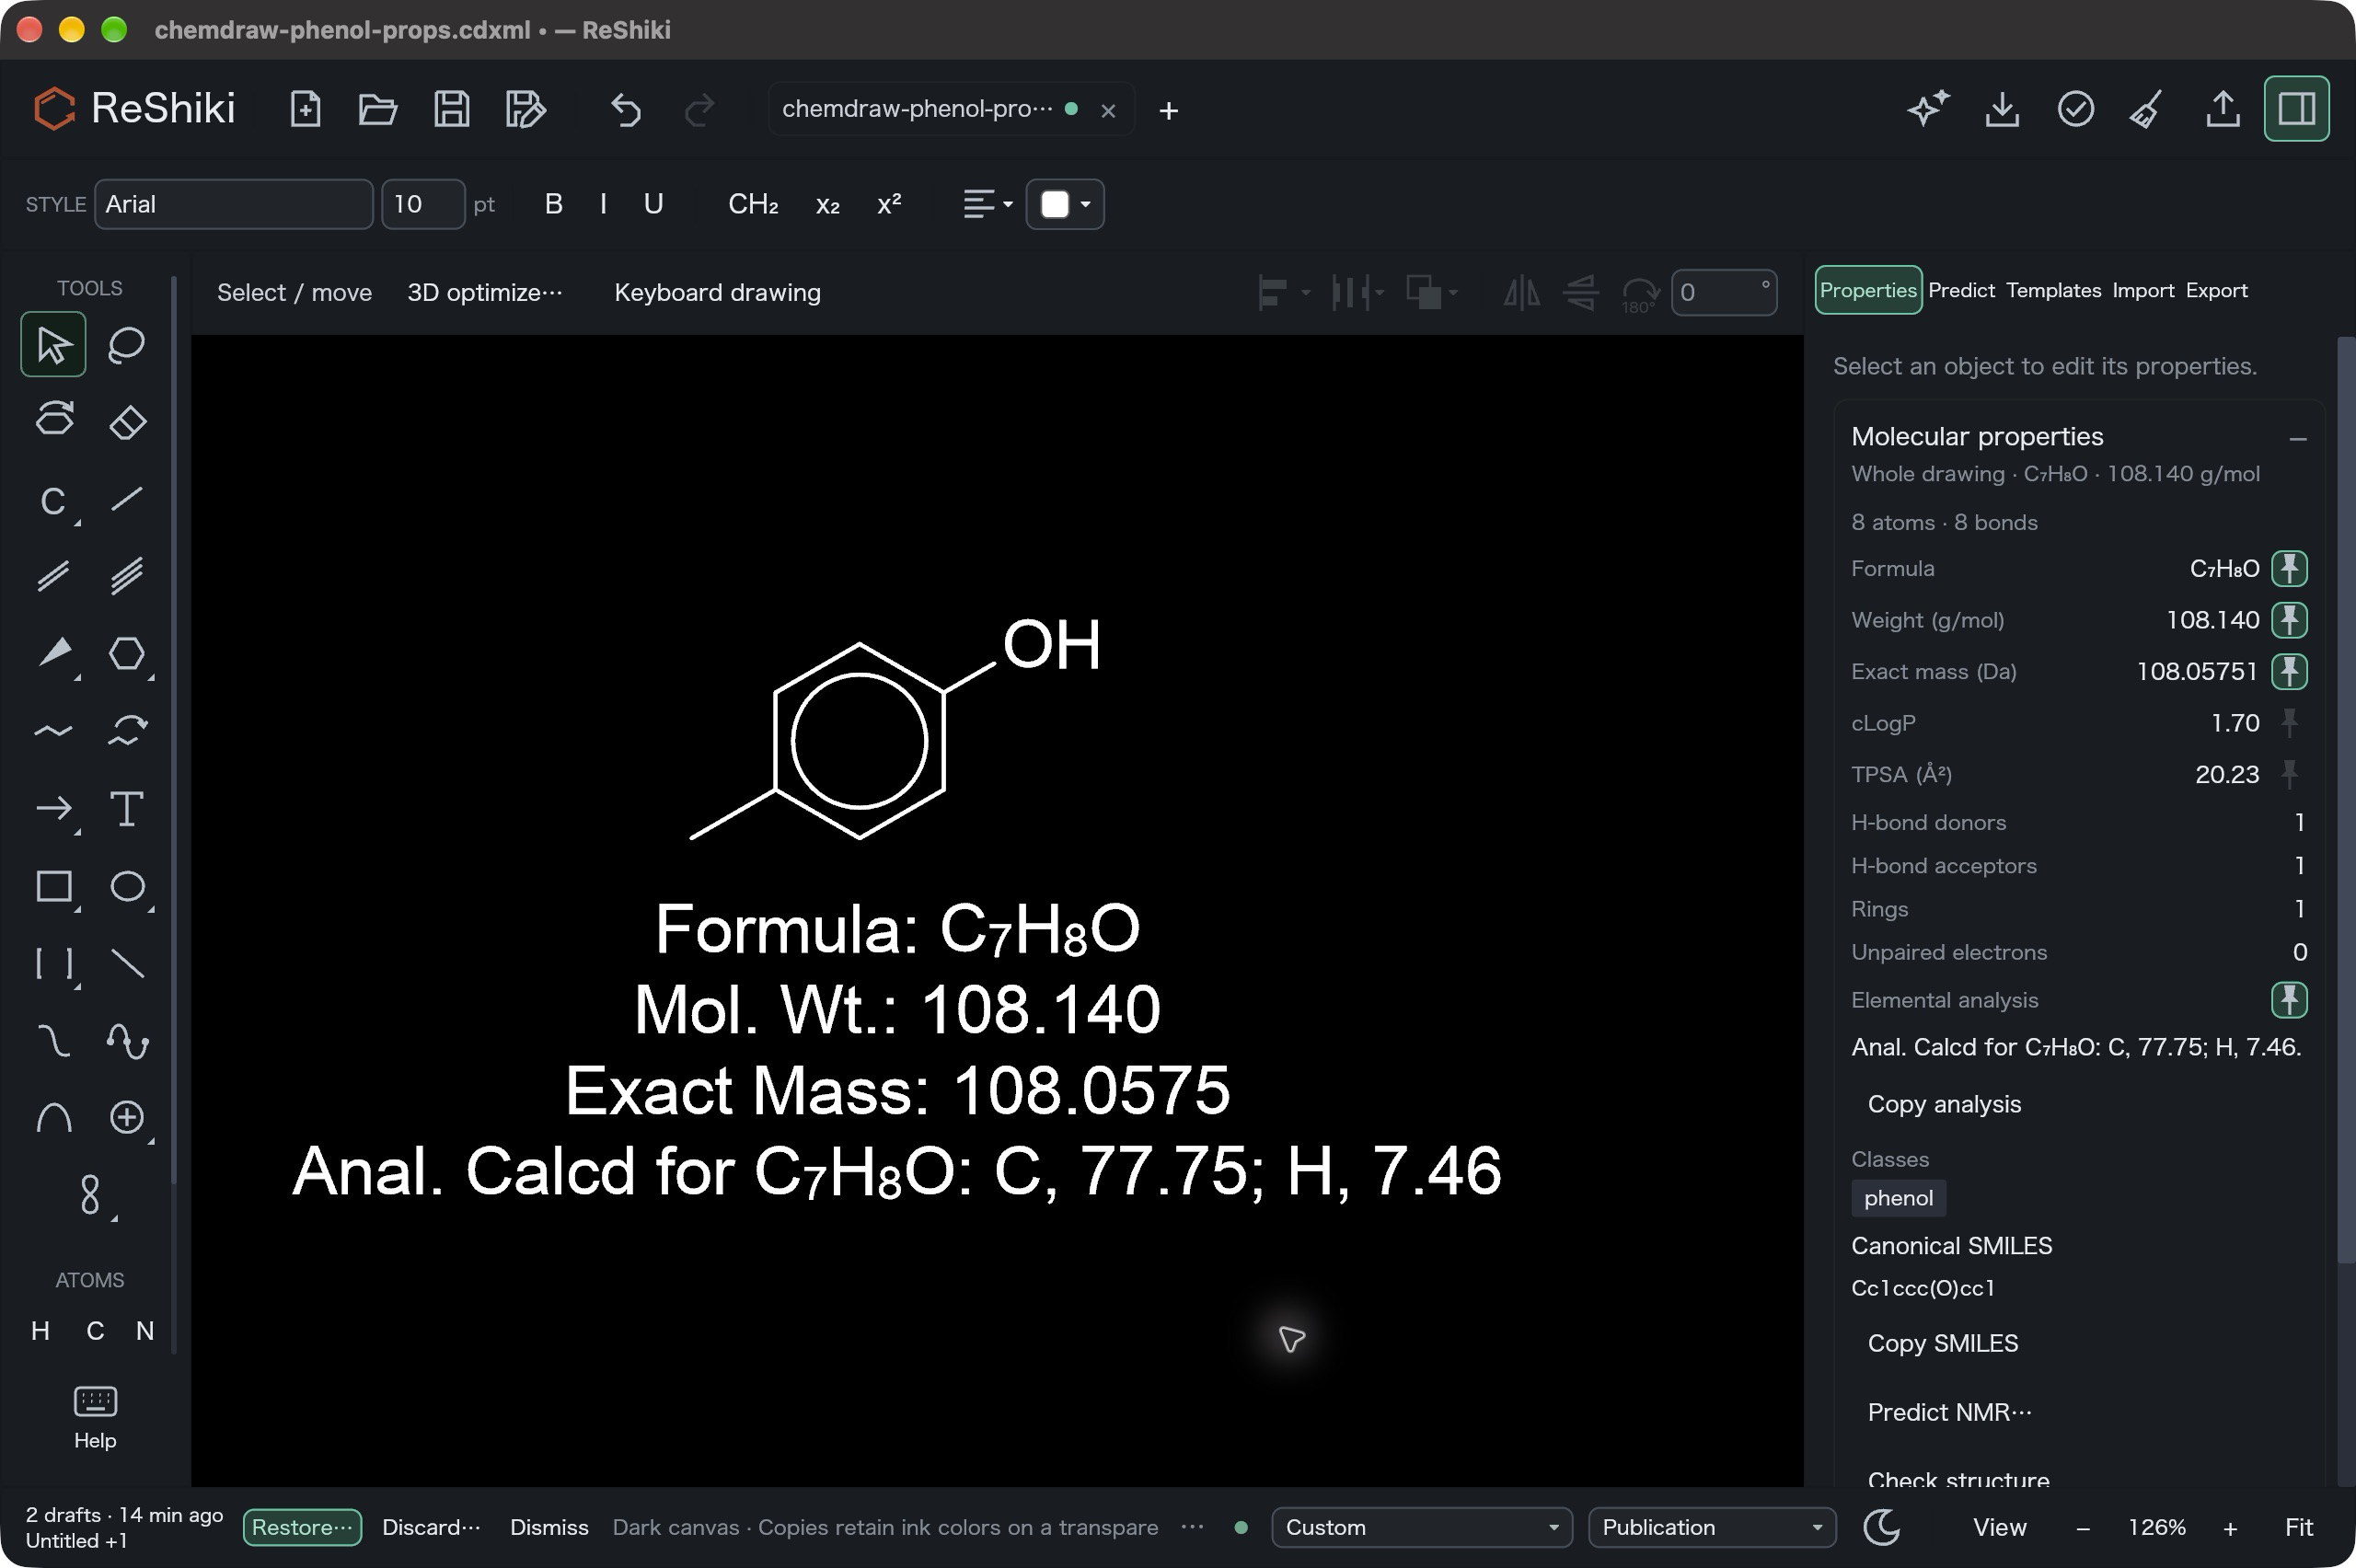 chemdraw-phenol-props.cdxml • — ReShiki
ReShiki
chemdraw-phenol-pro···
STYLE Arial 10 pt B I U CH₂ x₂ x²
TOOLS
Select / move 3D optimize··· Keyboard drawing
180°
0 °
Properties Predict Templates Import Export
C
T
[ ]
ATOMS
H C N
Help
OH
Formula: C₇H₈O
Mol. Wt.: 108.140
Exact Mass: 108.0575
Anal. Calcd for C₇H₈O: C, 77.75; H, 7.46
Select an object to edit its properties.
Molecular properties –
Whole drawing · C₇H₈O · 108.140 g/mol
8 atoms · 8 bonds
Formula C₇H₈O
Weight (g/mol) 108.140
Exact mass (Da) 108.05751
cLogP 1.70
TPSA (Å²) 20.23
H-bond donors 1
H-bond acceptors 1
Rings 1
Unpaired electrons 0
Elemental analysis
Anal. Calcd for C₇H₈O: C, 77.75; H, 7.46.
Copy analysis
Classes
phenol
Canonical SMILES
Cc1ccc(O)cc1
Copy SMILES
Predict NMR···
Check structure
2 drafts · 14 min ago
Untitled +1
Restore··· Discard··· Dismiss Dark canvas · Copies retain ink colors on a transpare ··· Custom Publication View – 126% + Fit